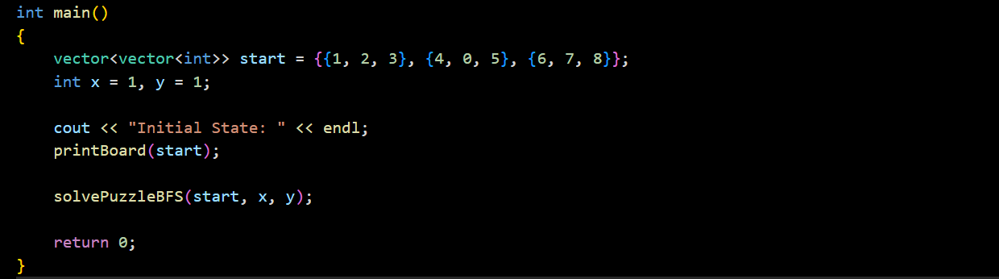 int main()
{
    vector<vector<int>> start = {{1, 2, 3}, {4, 0, 5}, {6, 7, 8}};
    int x = 1, y = 1;

    cout << "Initial State: " << endl;
    printBoard(start);

    solvePuzzleBFS(start, x, y);

    return 0;
}